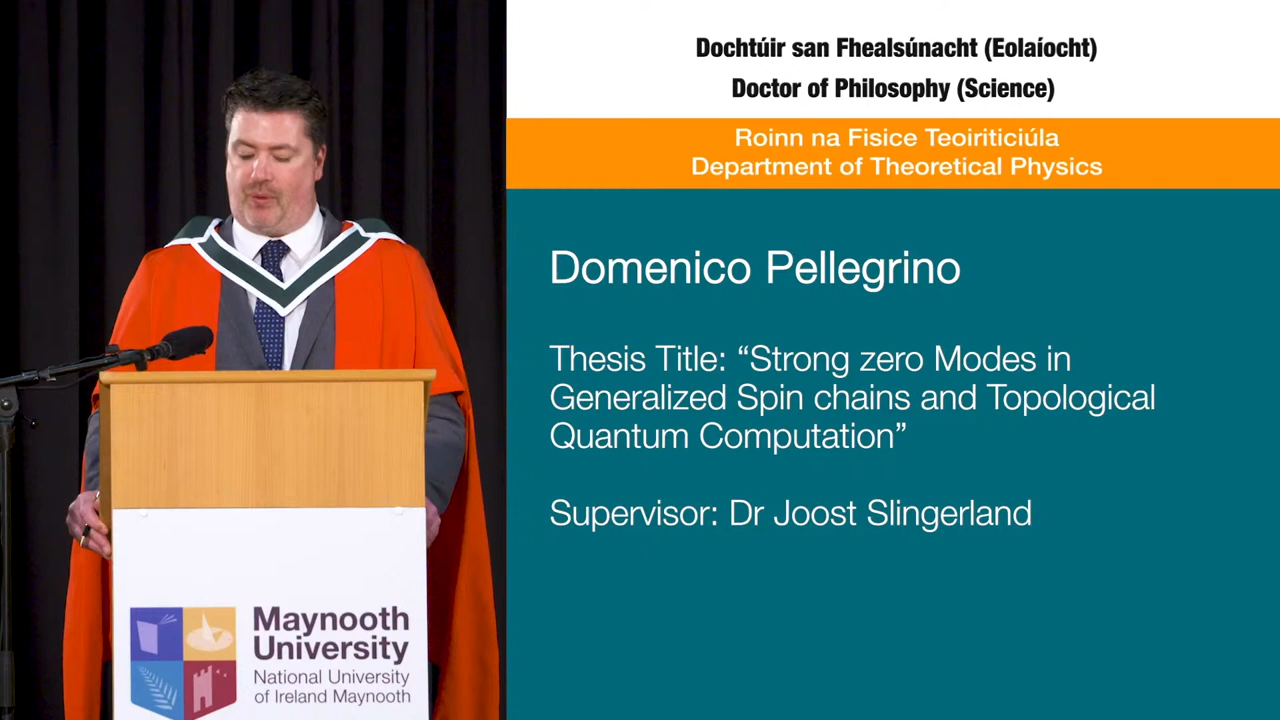 Dochtúir san Fhealsúnacht (Eolaíocht)
Doctor of Philosophy (Science)
Roinn na Fisice Teoiriticiúla
Department of Theoretical Physics
Domenico Pellegrino
Thesis Title: “Strong zero Modes in
Generalized Spin chains and Topological
Quantum Computation”
Supervisor: Dr Joost Slingerland
Maynooth
University
National University
of Ireland Maynooth